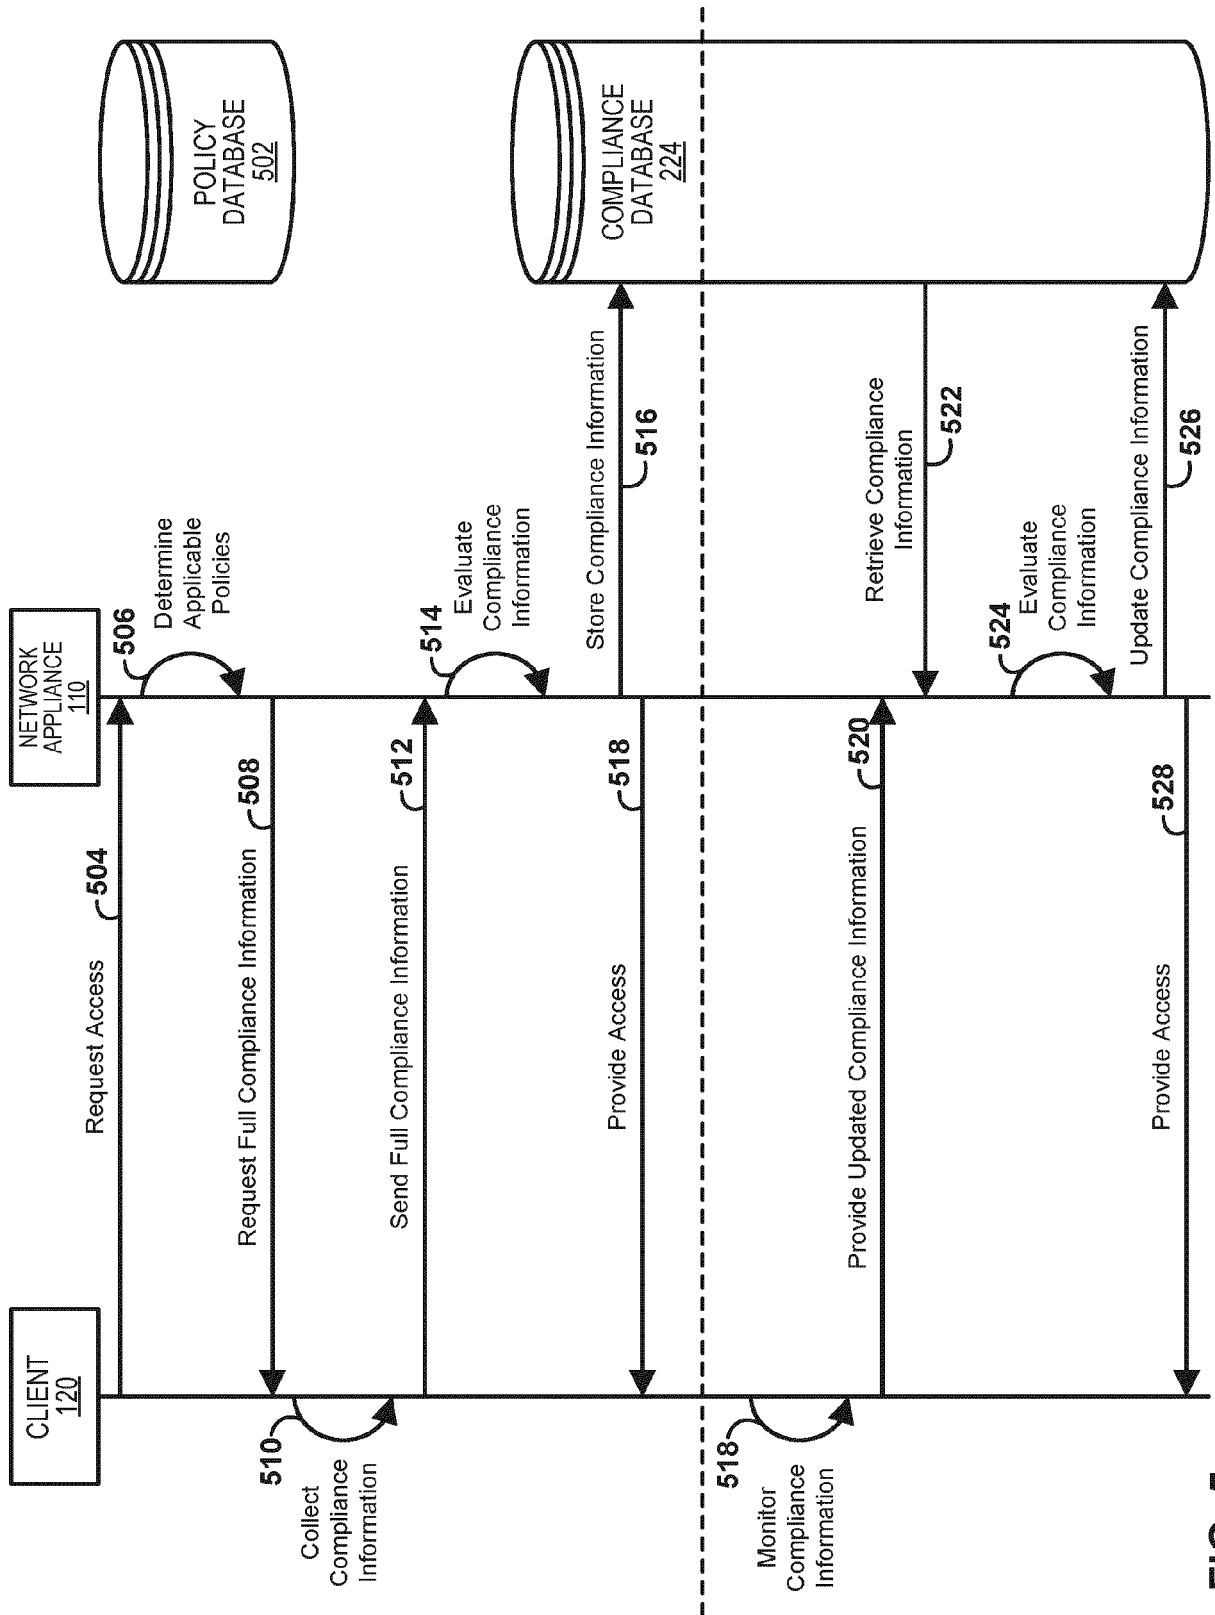 CLIENT
120
NETWORK
APPLIANCE
110
POLICY
DATABASE
502
Request Access
504
506
Determine
Applicable
Policies
Request Full Compliance Information
508
510
Collect
Compliance
Information
Send Full Compliance Information
512
514
Evaluate
Compliance
Information
COMPLIANCE
DATABASE
224
Store Compliance Information
516
Provide Access
518
518
Monitor
Compliance
Information
Provide Updated Compliance Information
520
Retrieve Compliance
Information
522
524
Evaluate
Compliance
Information
Update Compliance Information
526
Provide Access
528
FIG.